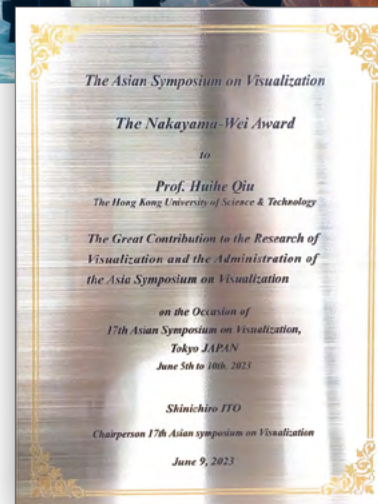 The Asian Symposium on Visualization
The Nakayama-Wei Award
to
Prof. Huihe Qiu
The Hong Kong University of Science & Technology
The Great Contribution to the Research of
Visualization and the Administration of
the Asia Symposium on Visualization
on the Occasion of
17th Asian Symposium on Visualization,
Tokyo JAPAN
June 5th to 10th. 2023
Shinichiro ITO
Chairperson 17th Asian symposium on Visualization
June 9, 2023